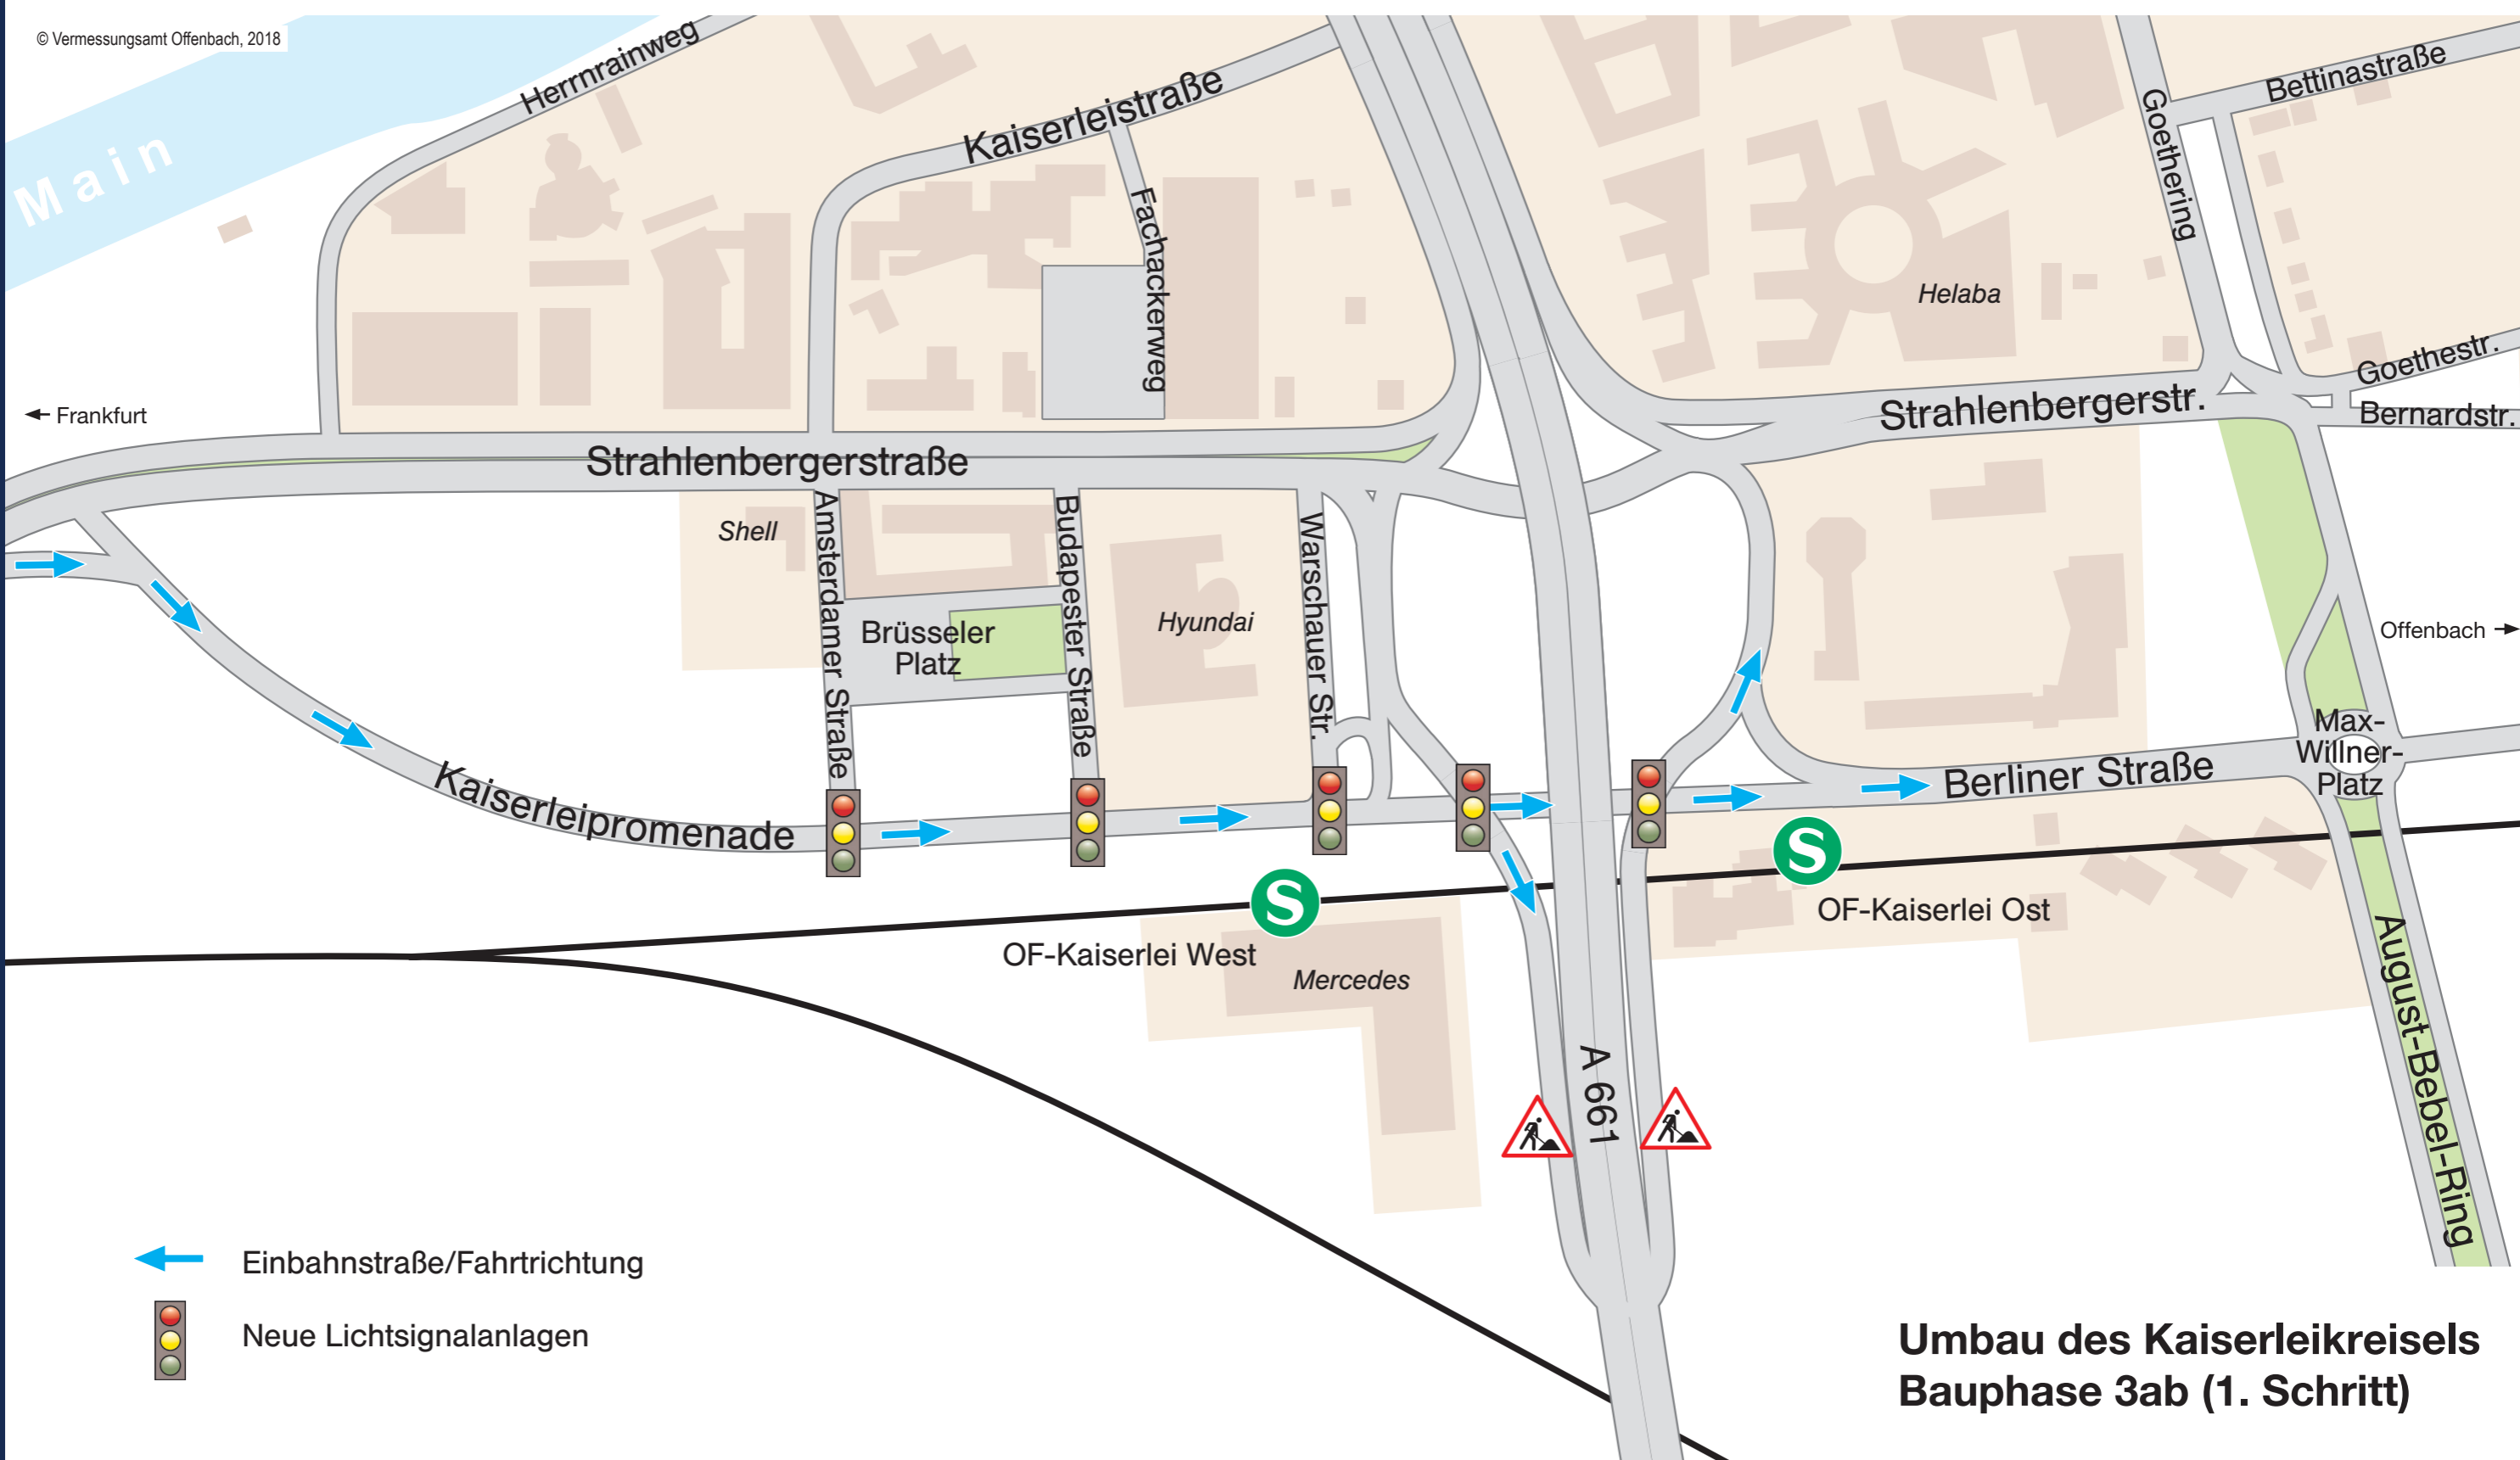 © Vermessungsamt Offenbach, 2018
Herrnrainweg
Main
Kaiserleistraße
Fachackerweg
Goethering
Bettinastraße
Helaba
Goethestr.
Bernardstr.
Strahlenbergerstr.
← Frankfurt
Strahlenbergerstraße
Shell
Amsterdamer Straße
Budapester Straße
Warschauer Str.
Brüsseler
Platz
Hyundai
Offenbach →
Max-
Willner-
Platz
Kaiserleipromenade
Berliner Straße
S
S
OF-Kaiserlei West
OF-Kaiserlei Ost
Mercedes
A 661
August-Bebel-Ring
Einbahnstraße/Fahrtrichtung
Neue Lichtsignalanlagen
Umbau des Kaiserleikreisels
Bauphase 3ab (1. Schritt)